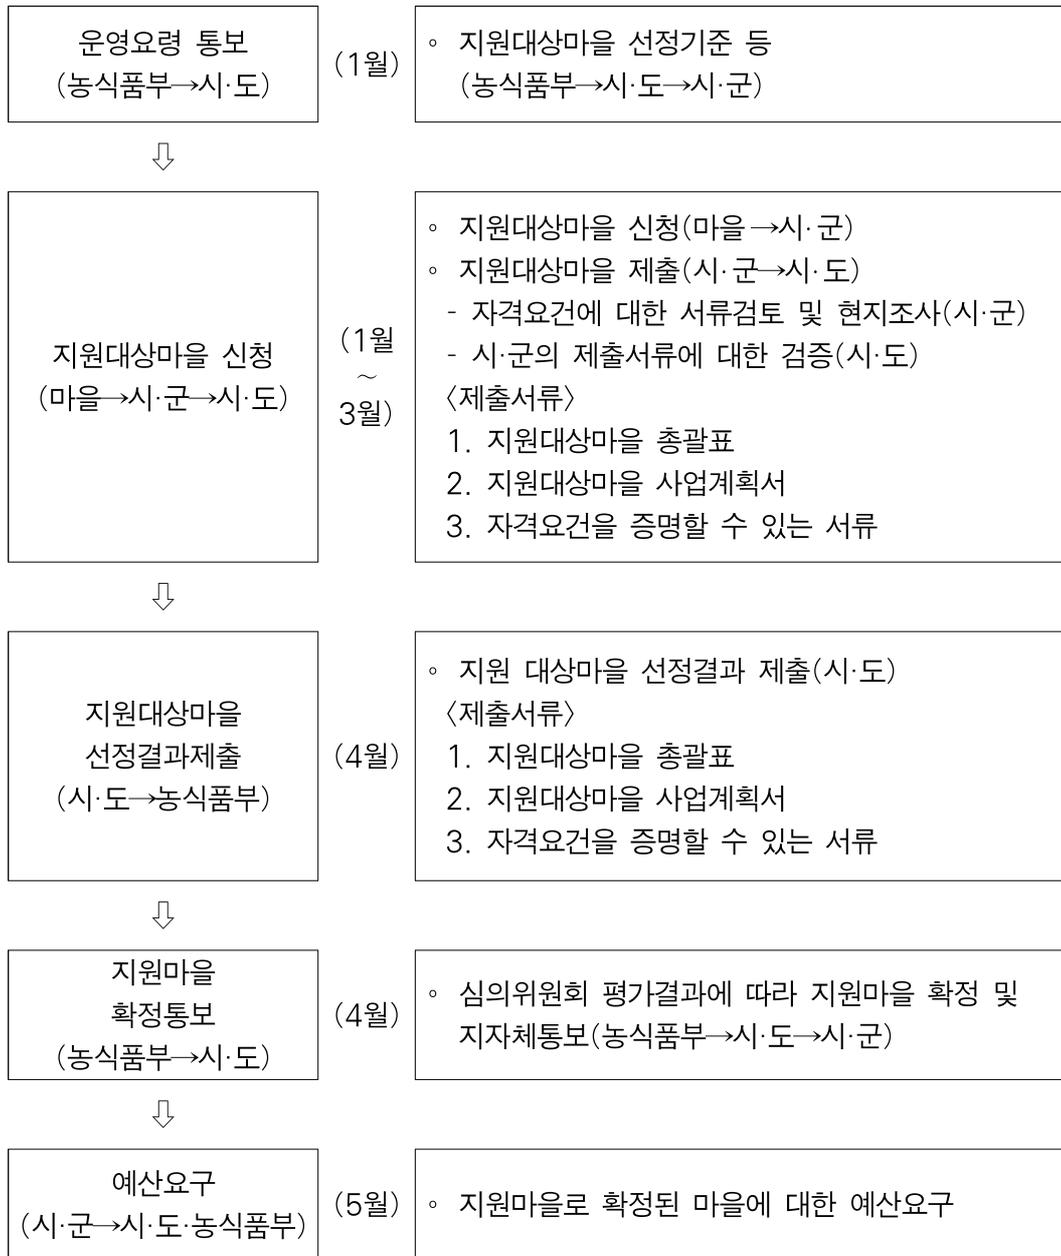 운영요령 통보
(농식품부→시·도)
(1월)
◦ 지원대상마을 선정기준 등
(농식품부→시·도→시·군)
⇩
지원대상마을 신청
(마을→시·군→시·도)
(1월
~
3월)
◦ 지원대상마을 신청(마을→시·군)
◦ 지원대상마을 제출(시·군→시·도)
- 자격요건에 대한 서류검토 및 현지조사(시·군)
- 시·군의 제출서류에 대한 검증(시·도)
〈제출서류〉
1. 지원대상마을 총괄표
2. 지원대상마을 사업계획서
3. 자격요건을 증명할 수 있는 서류
⇩
지원대상마을
선정결과제출
(시·도→농식품부)
(4월)
◦ 지원 대상마을 선정결과 제출(시·도)
〈제출서류〉
1. 지원대상마을 총괄표
2. 지원대상마을 사업계획서
3. 자격요건을 증명할 수 있는 서류
⇩
지원마을
확정통보
(농식품부→시·도)
(4월)
◦ 심의위원회 평가결과에 따라 지원마을 확정 및
지자체통보(농식품부→시·도→시·군)
⇩
예산요구
(시·군→시·도·농식품부)
(5월)
◦ 지원마을로 확정된 마을에 대한 예산요구